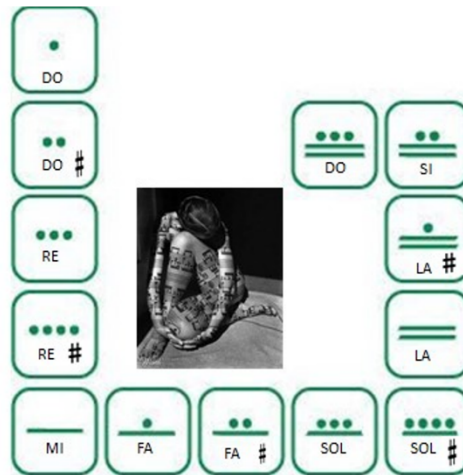 DO
DO #
DO SI
RE
LA #
RE #
LA
MI FA FA # SOL SOL #